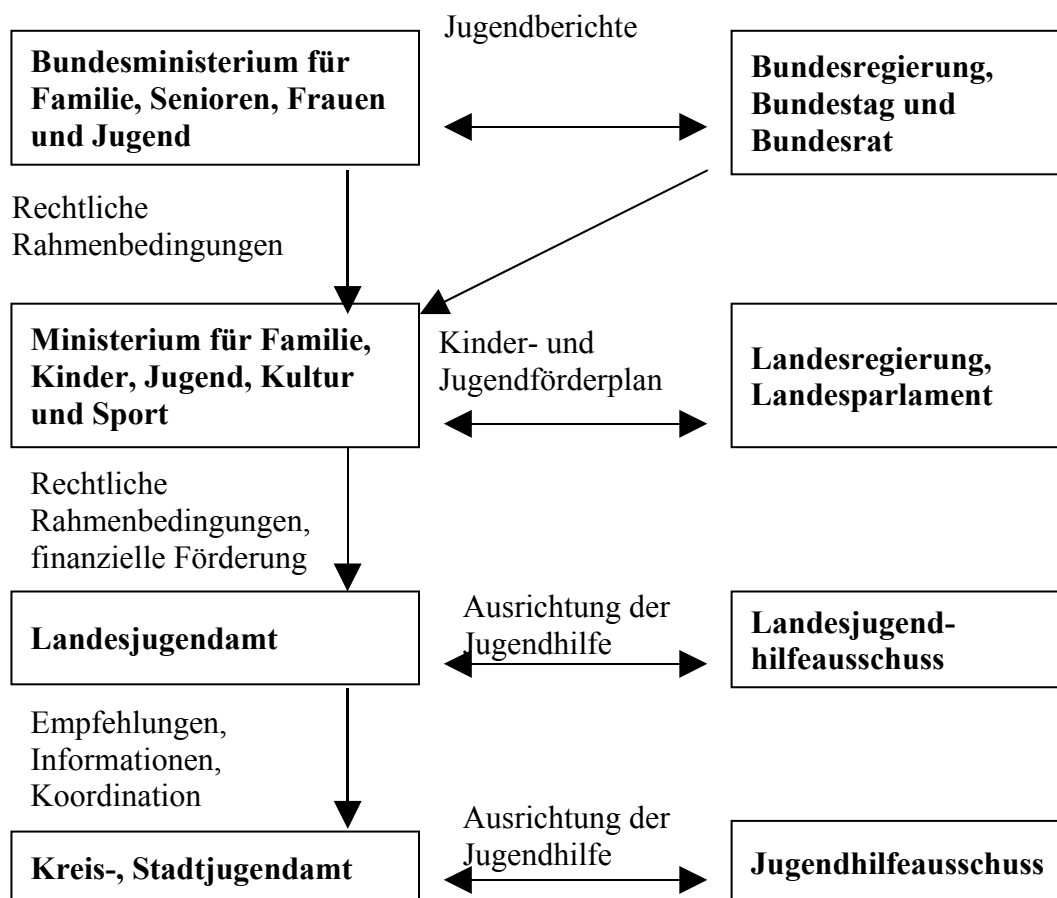 Jugendberichte
Bundesministerium für
Familie, Senioren, Frauen
und Jugend
Bundesregierung,
Bundestag und
Bundesrat
Rechtliche
Rahmenbedingungen
Ministerium für Familie,
Kinder, Jugend, Kultur
und Sport
Kinder- und
Jugendförderplan
Landesregierung,
Landesparlament
Rechtliche
Rahmenbedingungen,
finanzielle Förderung
Landesjugendamt
Ausrichtung der
Jugendhilfe
Landesjugend-
hilfeausschuss
Empfehlungen,
Informationen,
Koordination
Kreis-, Stadtjugendamt
Ausrichtung der
Jugendhilfe
Jugendhilfeausschuss